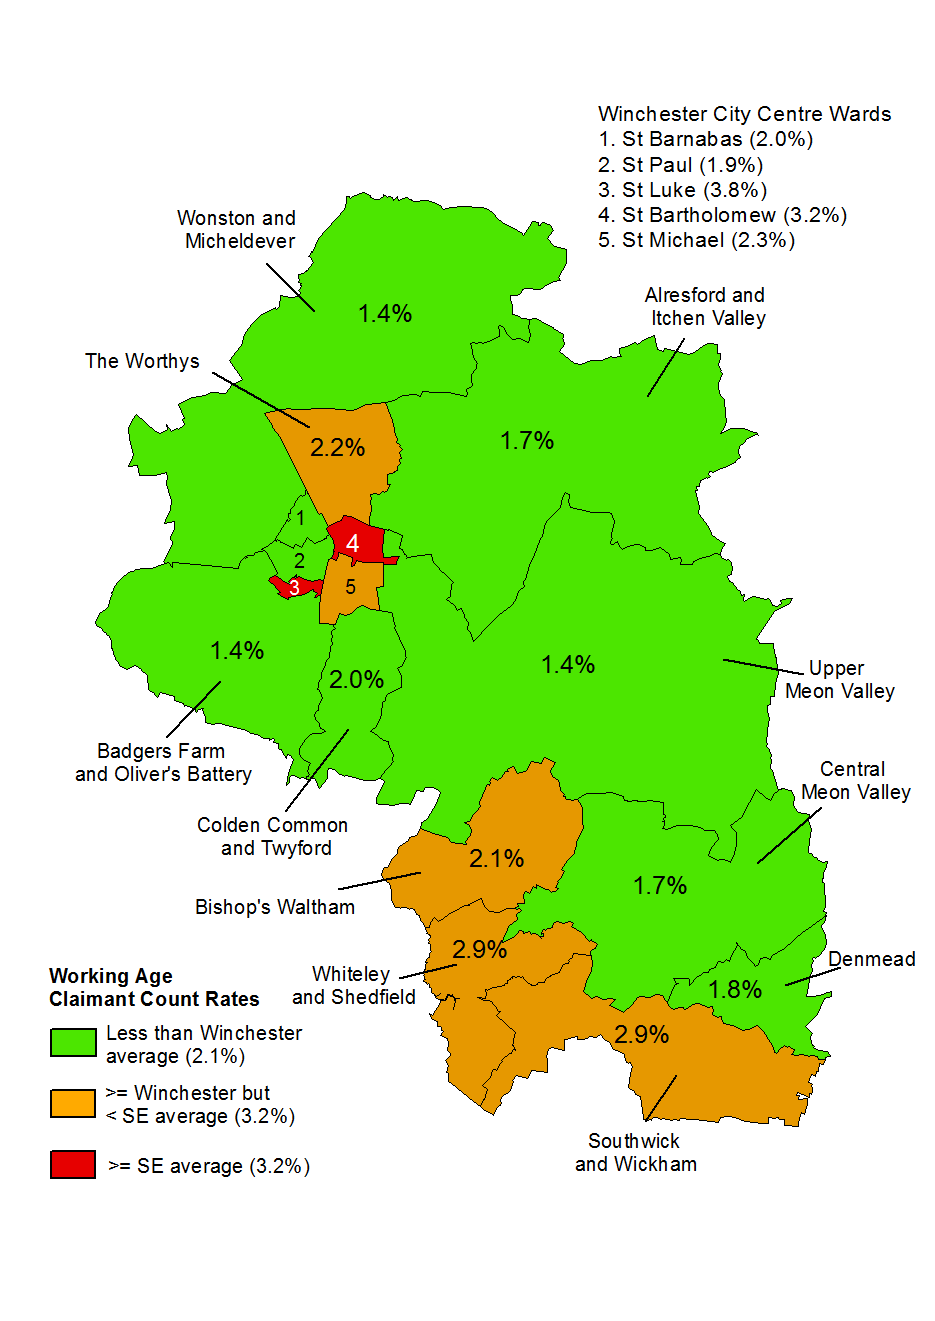 Winchester City Centre Wards
1. St Barnabas (2.0%)
2. St Paul (1.9%)
3. St Luke (3.8%)
4. St Bartholomew (3.2%)
5. St Michael (2.3%)
Wonston and
Micheldever
1.4%
Alresford and
Itchen Valley
The Worthys
2.2%
1.7%
1
4
2
3
5
1.4%
2.0%
1.4%
Upper
Meon Valley
Badgers Farm
and Oliver's Battery
Central
Meon Valley
Colden Common
and Twyford
2.1%
1.7%
Bishop's Waltham
2.9%
Whiteley
and Shedfield
Denmead
1.8%
2.9%
Southwick
and Wickham
Working Age
Claimant Count Rates
Less than Winchester
average (2.1%)
>= Winchester but
< SE average (3.2%)
>= SE average (3.2%)